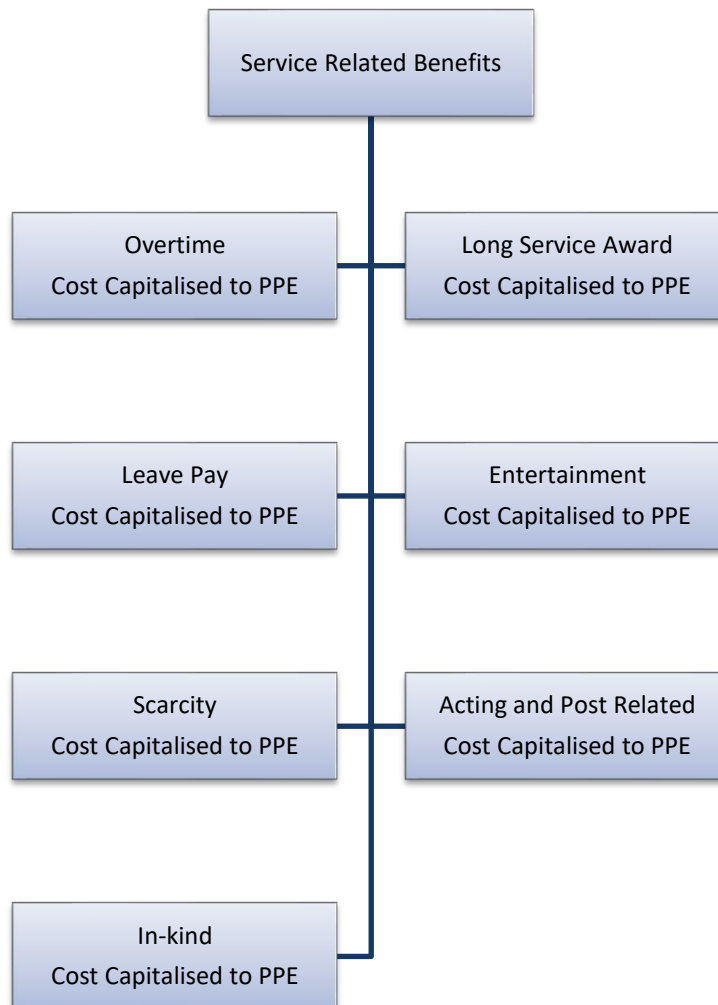 Service Related Benefits
Overtime
Cost Capitalised to PPE
Long Service Award
Cost Capitalised to PPE
Leave Pay
Cost Capitalised to PPE
Entertainment
Cost Capitalised to PPE
Scarcity
Cost Capitalised to PPE
Acting and Post Related
Cost Capitalised to PPE
In-kind
Cost Capitalised to PPE